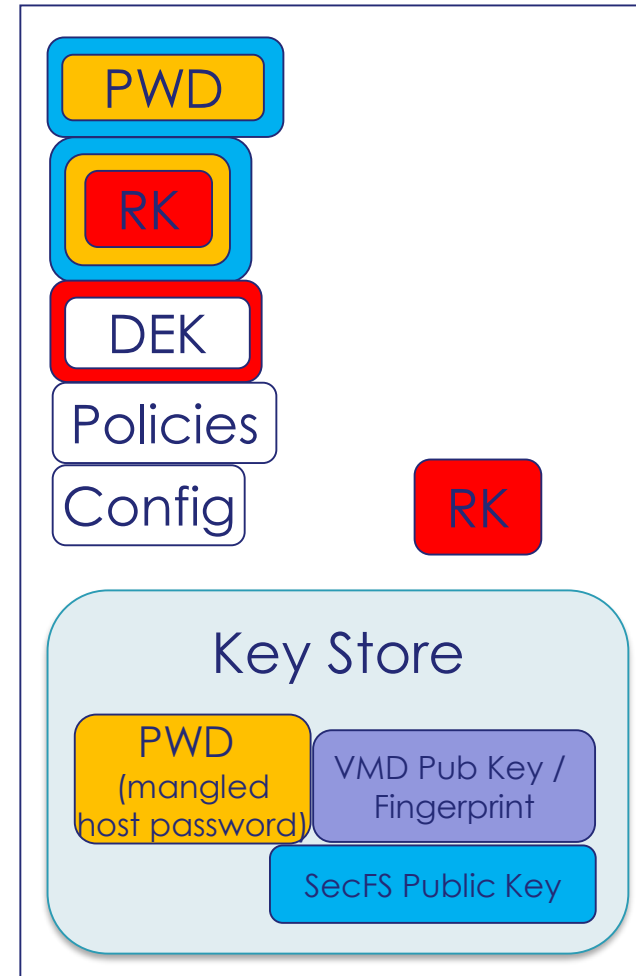 PWD
RK
DEK
Policies
Config
RK
Key Store
PWD
(mangled
host password)
VMD Pub Key /
Fingerprint
SecFS Public Key